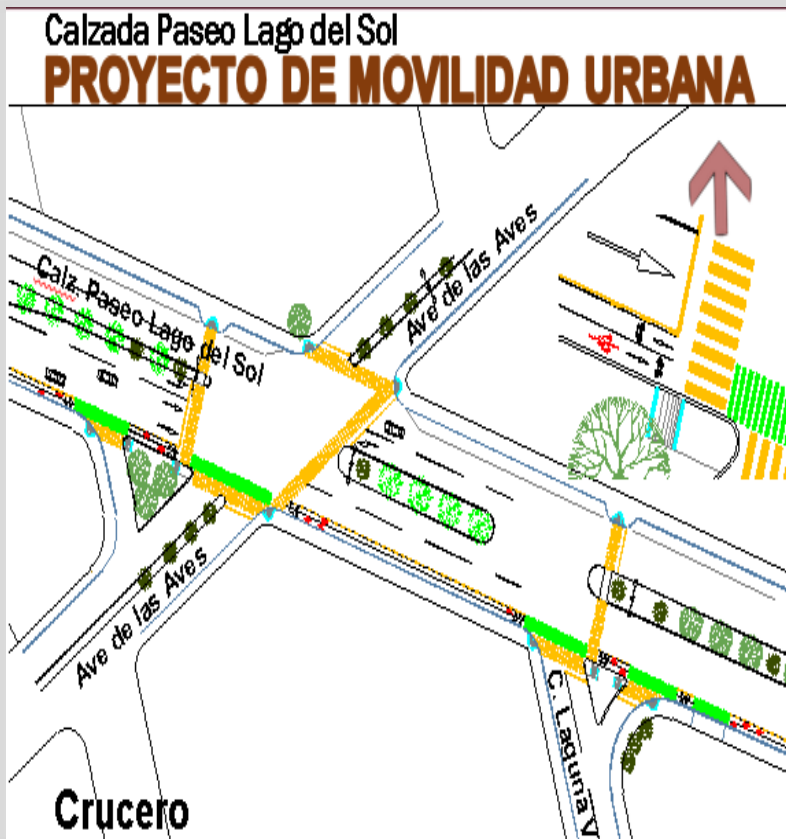 Calzada Paseo Lago del Sol
PROYECTO DE MOVILIDAD URBANA
Ave de las Aves
Calz. Paseo Lago del Sol
Ave de las Aves
C. Laguna V
Crucero